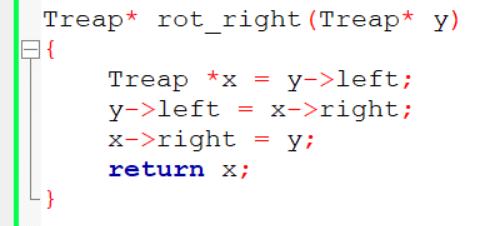 Treap* rot_right(Treap* y)
{
Treap *x = y->left;
y->left = x->right;
x->right = y;
return x;
}